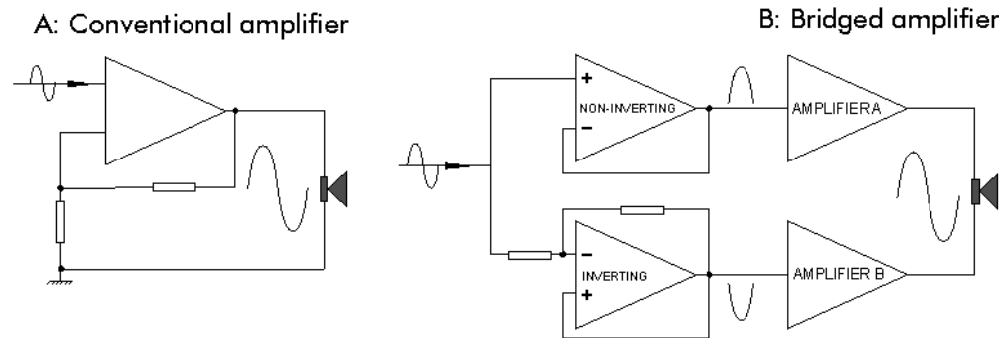 A: Conventional amplifier
B: Bridged amplifier
+
NON-INVERTING
-
AMPLIFIER A
-
INVERTING
+
AMPLIFIER B